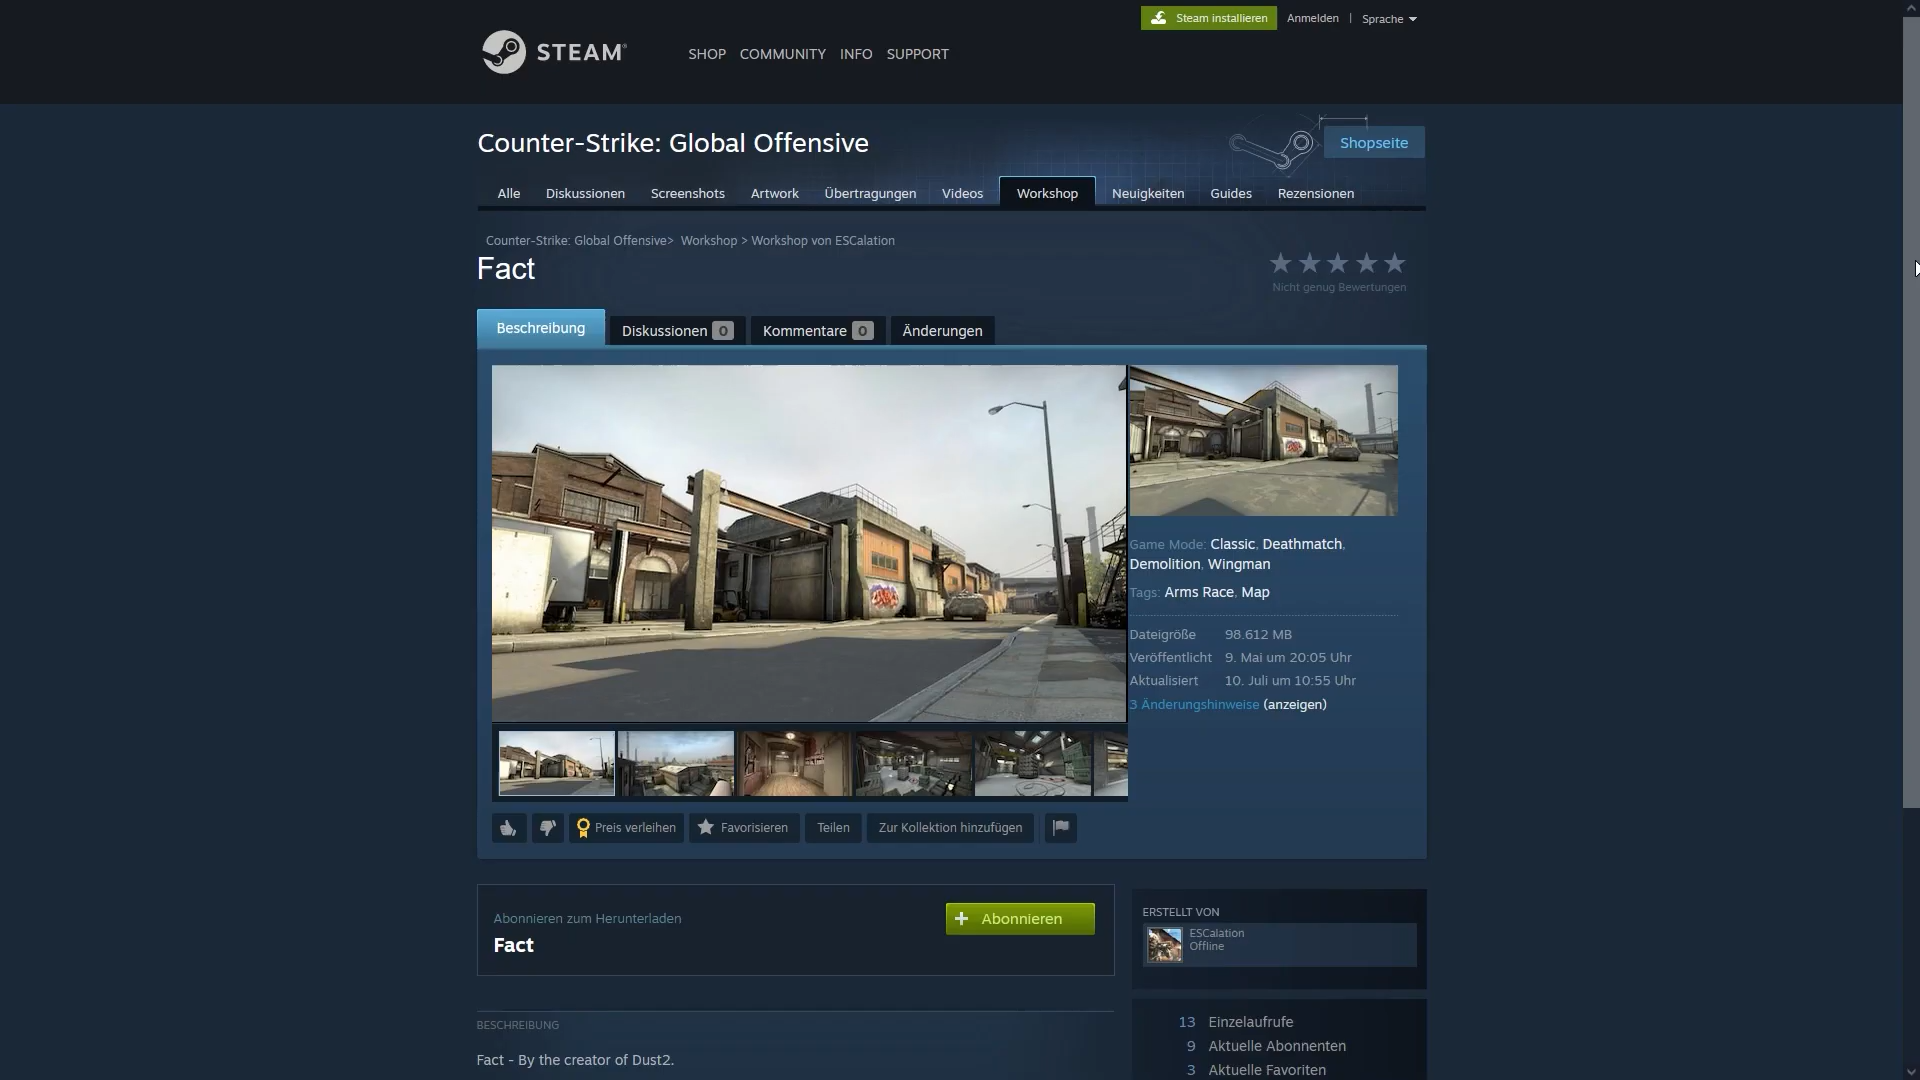 Steam installieren
Anmelden | Sprache
STEAM®
SHOP COMMUNITY INFO SUPPORT
Counter-Strike: Global Offensive
Shopseite
Alle Diskussionen Screenshots Artwork Übertragungen Videos Workshop Neuigkeiten Guides Rezensionen
Counter-Strike: Global Offensive> Workshop > Workshop von ESCalation
Fact
Nicht genug Bewertungen
Beschreibung Diskussionen 0 Kommentare 0 Änderungen
Game Mode: Classic, Deathmatch,
Demolition, Wingman
Tags: Arms Race, Map
Dateigröße 98.612 MB
Veröffentlicht 9. Mai um 20:05 Uhr
Aktualisiert 10. Juli um 10:55 Uhr
3 Änderungshinweise (anzeigen)
Preis verleihen Favorisieren Teilen Zur Kollektion hinzufügen
Abonnieren zum Herunterladen
Fact
+ Abonnieren
ERSTELLT VON
ESCalation
Offline
BESCHREIBUNG
Fact - By the creator of Dust2.
13 Einzelaufrufe
9 Aktuelle Abonnenten
3 Aktuelle Favoriten